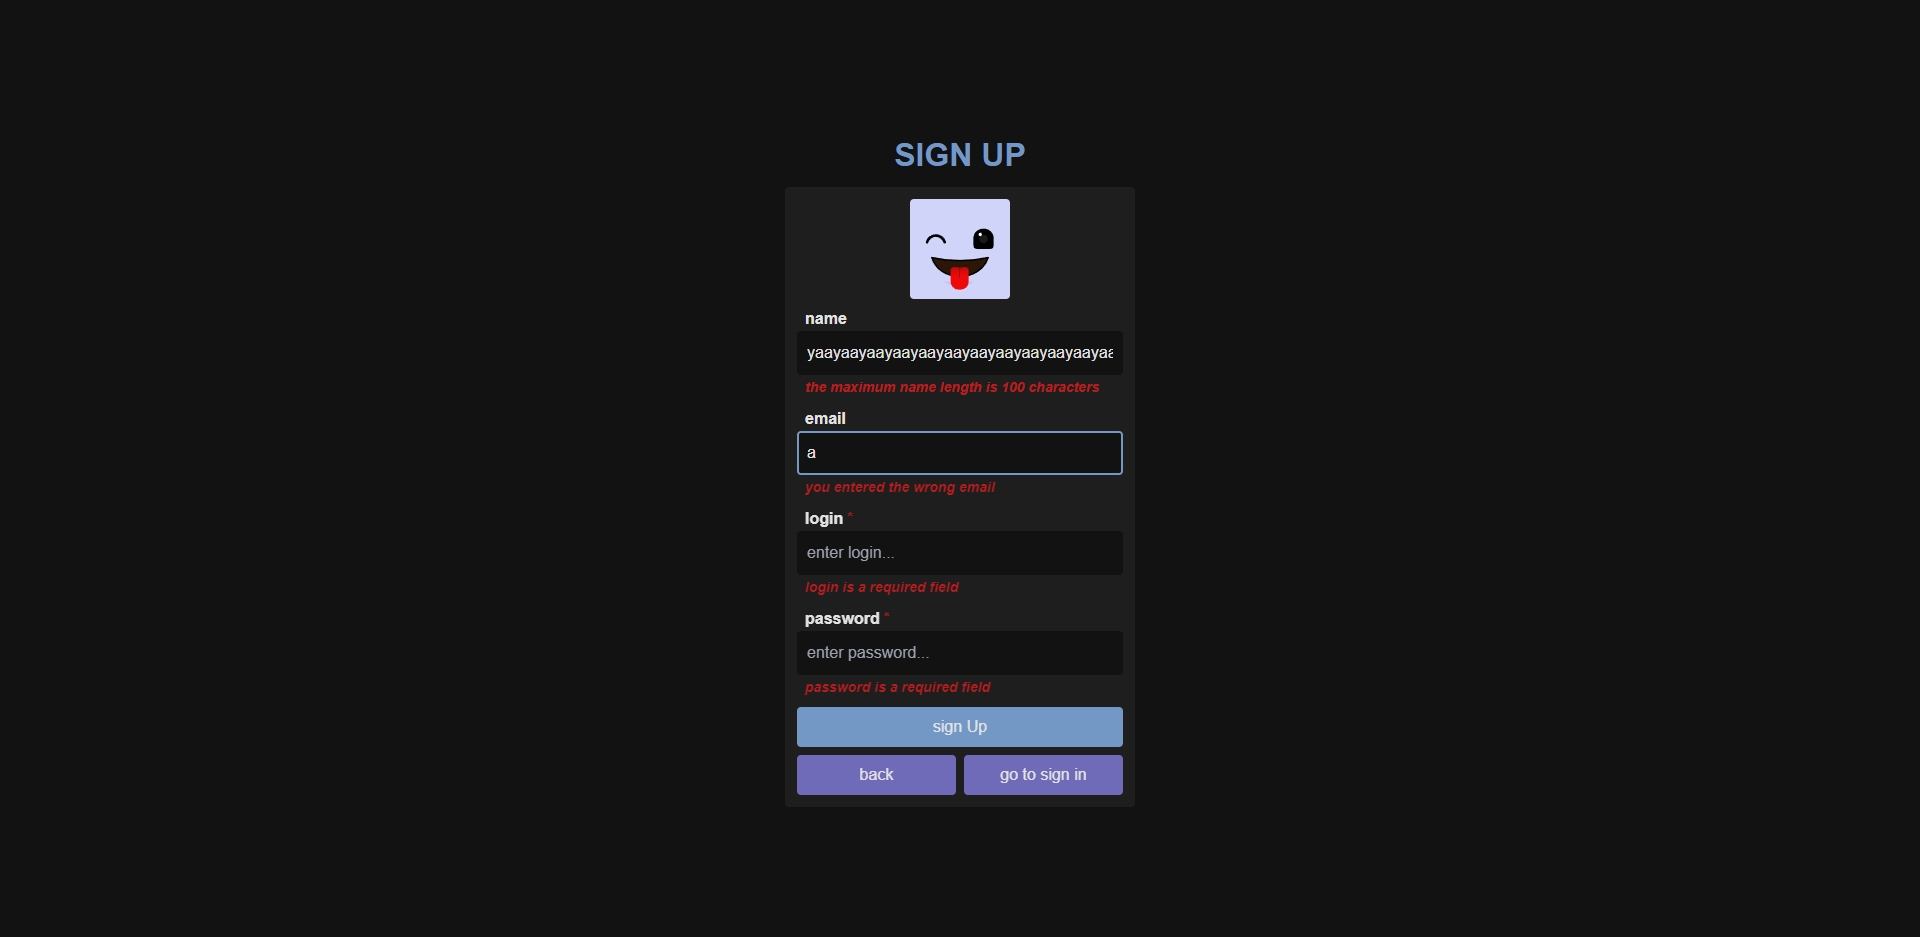 SIGN UP
name
yaayaayaayaayaayaayaayaayaayaayaayaa
the maximum name length is 100 characters
email
a
you entered the wrong email
login *
enter login...
login is a required field
password *
enter password...
password is a required field
sign Up
back
go to sign in